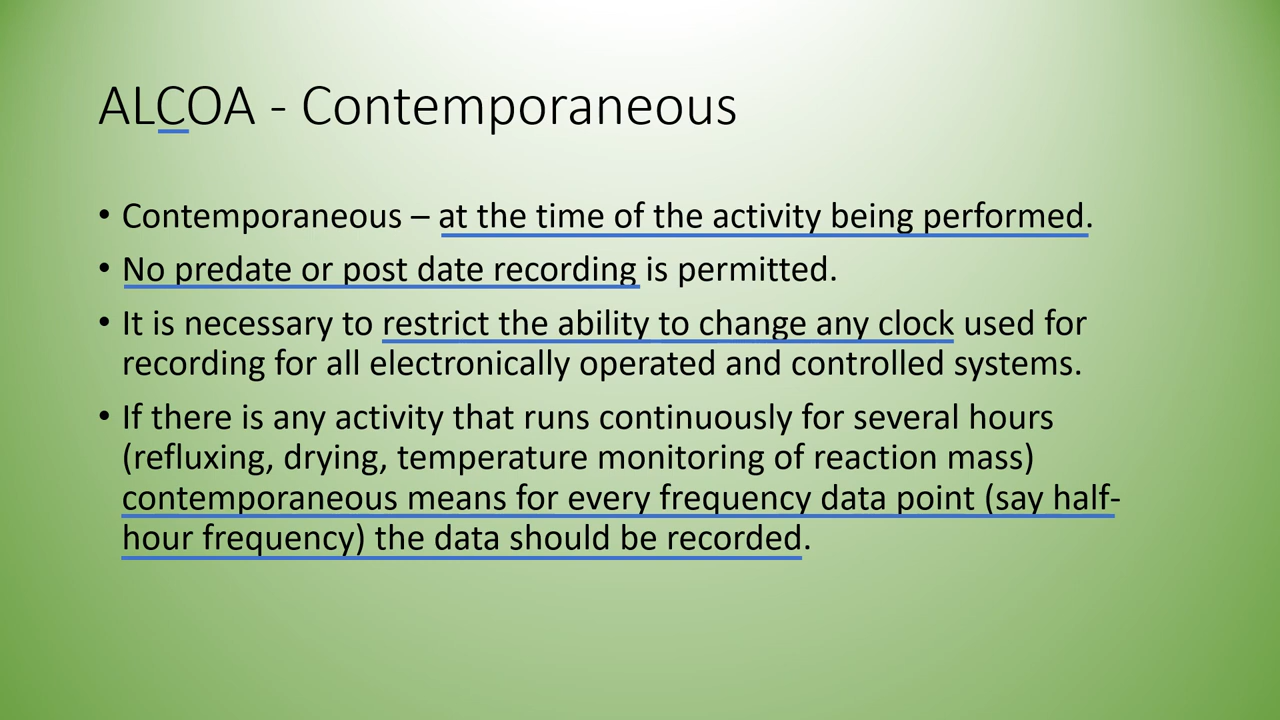 ALCOA - Contemporaneous
• Contemporaneous – at the time of the activity being performed.
• No predate or post date recording is permitted.
• It is necessary to restrict the ability to change any clock used for
recording for all electronically operated and controlled systems.
• If there is any activity that runs continuously for several hours
(refluxing, drying, temperature monitoring of reaction mass)
contemporaneous means for every frequency data point (say half-
hour frequency) the data should be recorded.